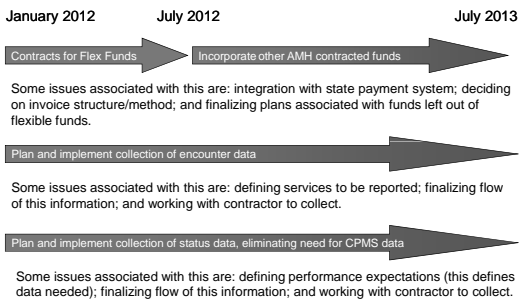 January 2012 July 2012 July 2013
Contracts for Flex Funds Incorporate other AMH contracted funds
Some issues associated with this are: integration with state payment system; deciding
on invoice structure/method; and finalizing plans associated with funds left out of
flexible funds.
Plan and implement collection of encounter data
Some issues associated with this are: defining services to be reported; finalizing flow
of this information; and working with contractor to collect.
Plan and implement collection of status data, eliminating need for CPMS data
Some issues associated with this are: defining performance expectations (this defines
data needed); finalizing flow of this information; and working with contractor to collect.